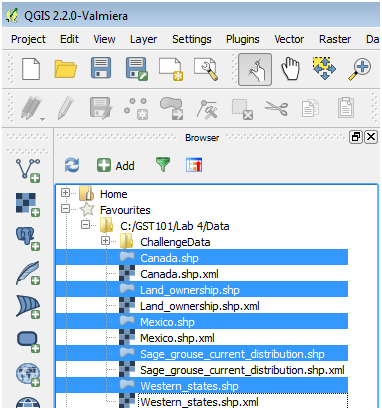 QGIS 2.2.0-Valmiera
Project Edit View Layer Settings Plugins Vector Raster Da
Browser
Add
Home
Favourites
C:/GST101/Lab 4/Data
ChallengeData
Canada.shp
Canada.shp.xml
Land_ownership.shp
Land_ownership.shp.xml
Mexico.shp
Mexico.shp.xml
Sage_grouse_current_distribution.shp
Sage_grouse_current_distribution.shp.xml
Western_states.shp
Western_states.shp.xml